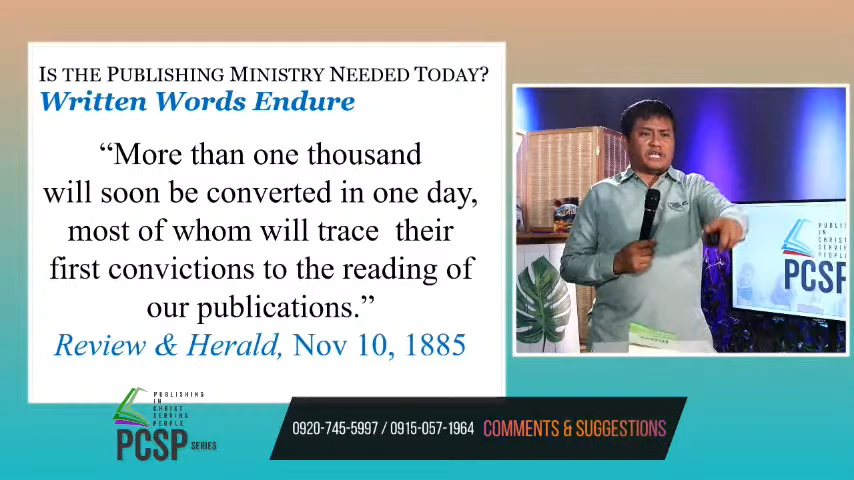 IS THE PUBLISHING MINISTRY NEEDED TODAY?
Written Words Endure
“More than one thousand
will soon be converted in one day,
most of whom will trace their
first convictions to the reading of
our publications.”
Review & Herald, Nov 10, 1885
PUBLISHING
IN
CHRIST
SERVING
PEOPLE
PCSP SERIES
0920-745-5997 / 0915-057-1964 COMMENTS & SUGGESTIONS
PCSP